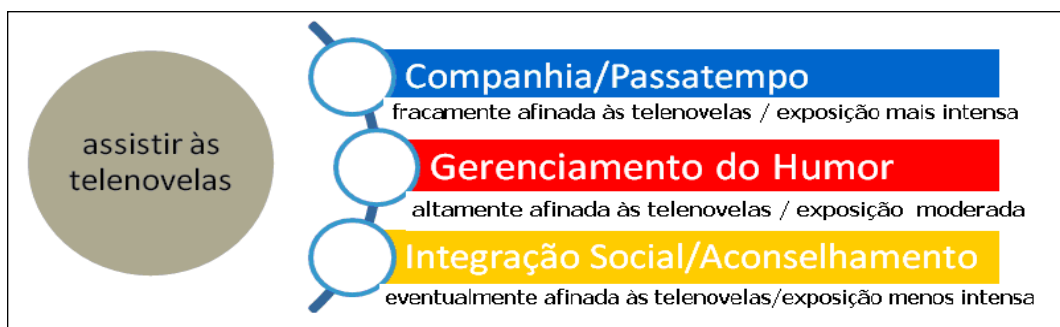 assistir às
telenovelas
Companhia/Passatempo
fracamente afinada às telenovelas / exposição mais intensa
Gerenciamento do Humor
altamente afinada às telenovelas / exposição moderada
Integração Social/Aconselhamento
eventualmente afinada às telenovelas/exposição menos intensa